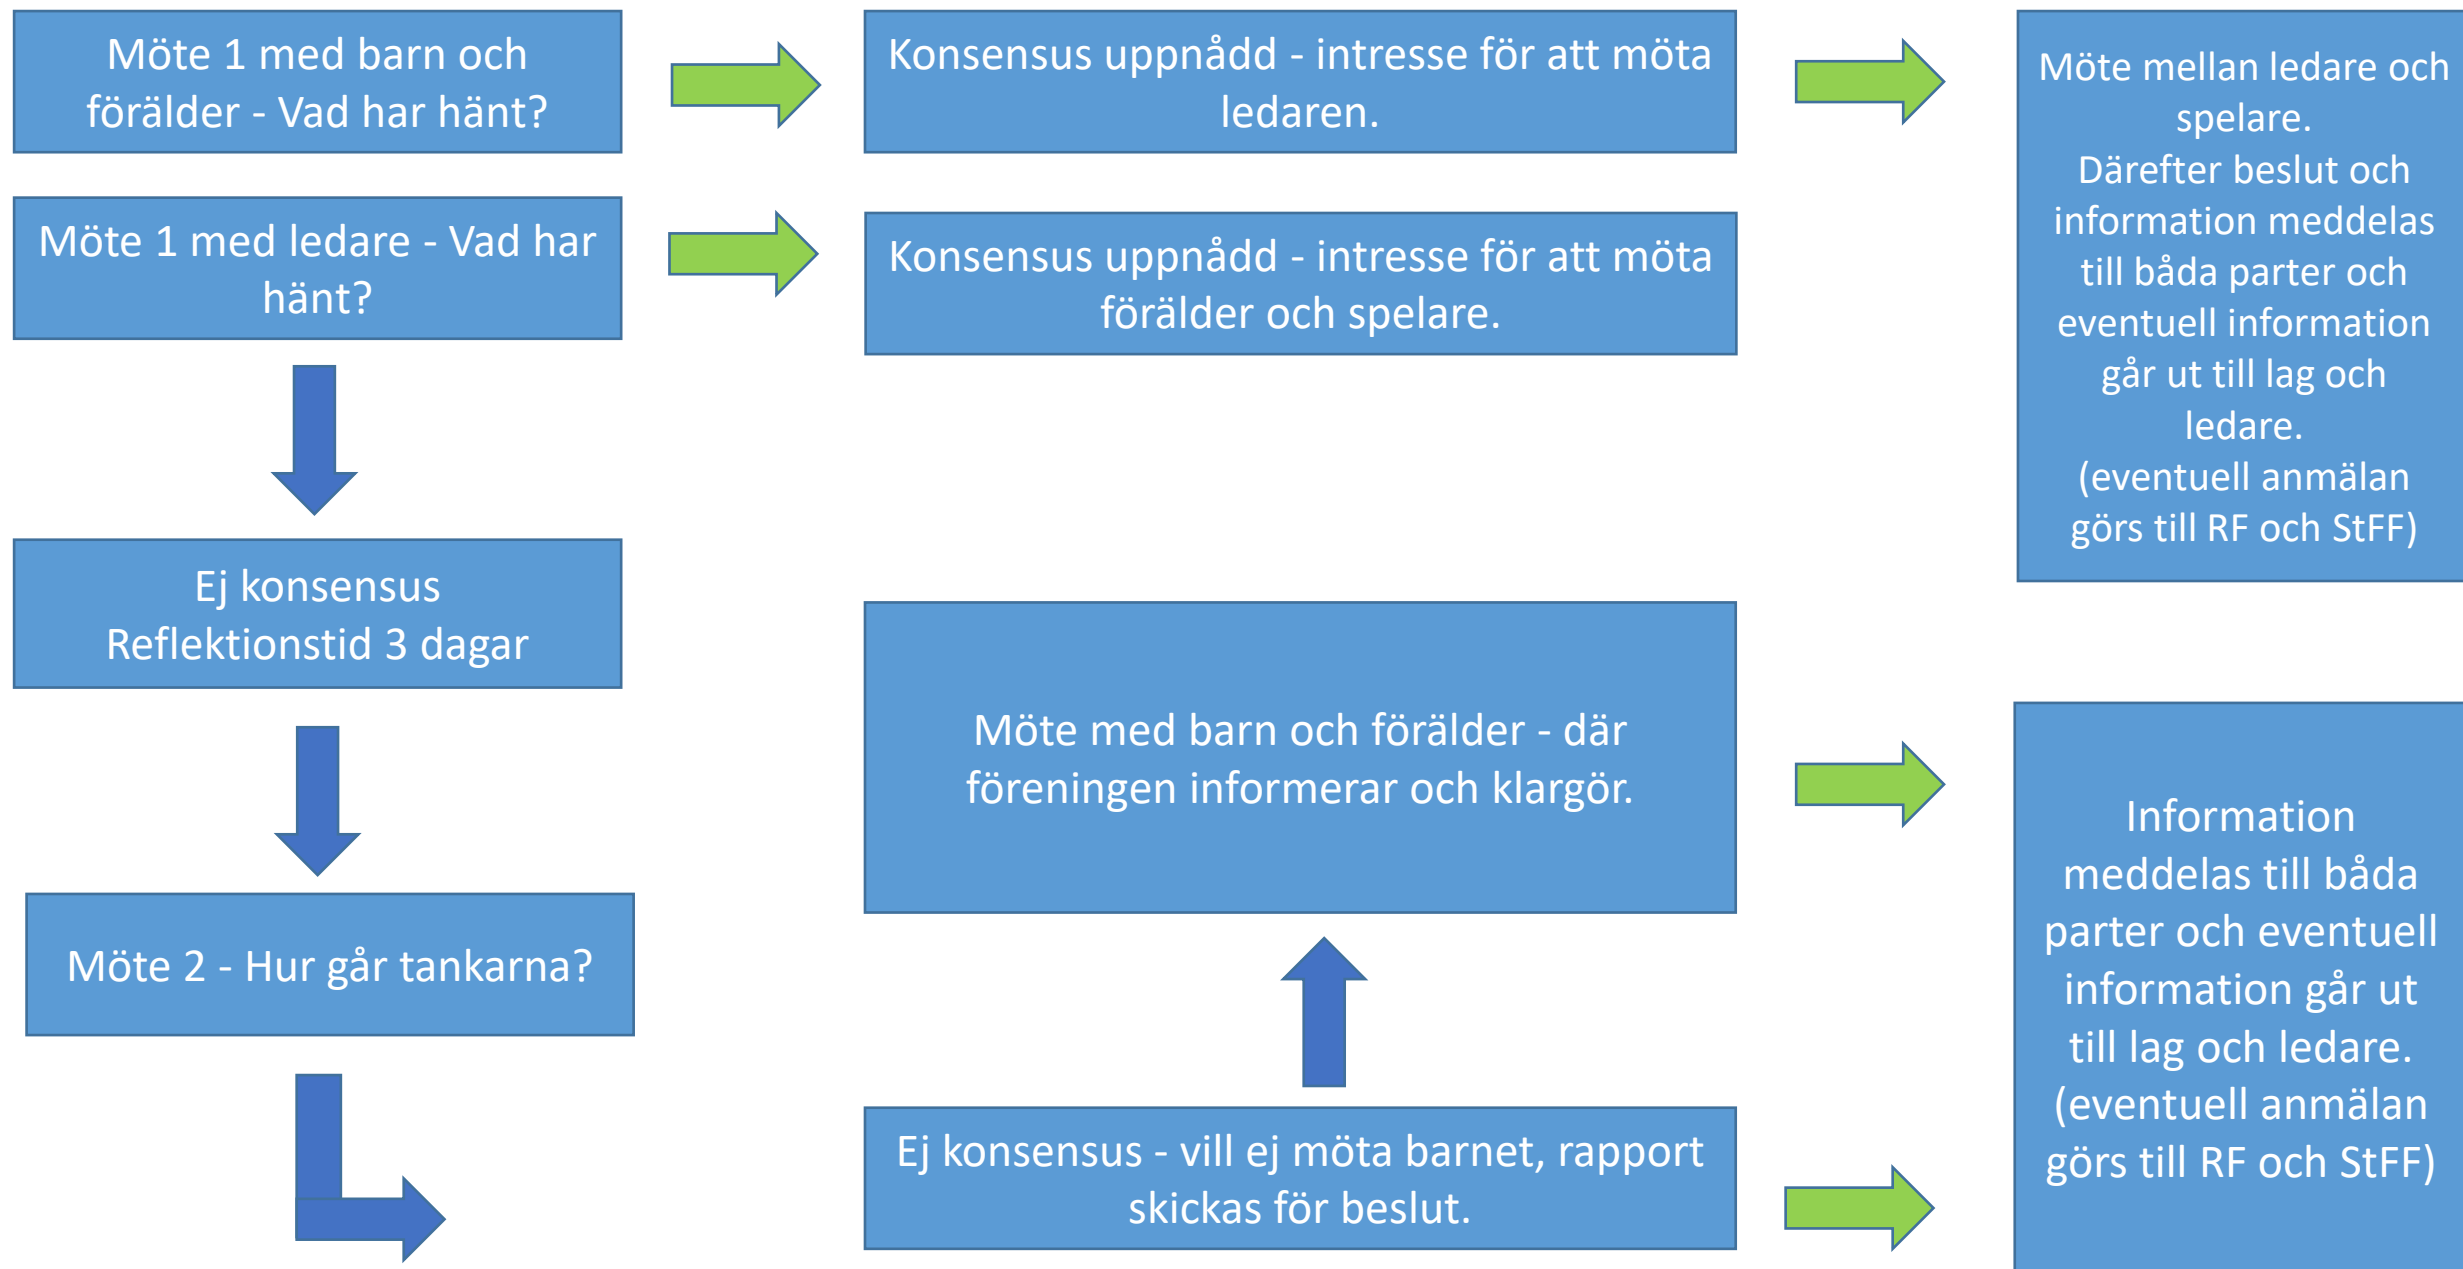 Möte 1 med barn och
förälder - Vad har hänt?
Konsensus uppnådd - intresse för att möta
ledaren.
Möte mellan ledare och
spelare.
Därefter beslut och
information meddelas
till båda parter och
eventuell information
går ut till lag och
ledare.
(eventuell anmälan
görs till RF och StFF)
Möte 1 med ledare - Vad har
hänt?
Konsensus uppnådd - intresse för att möta
förälder och spelare.
Ej konsensus
Reflektionstid 3 dagar
Möte 2 - Hur går tankarna?
Möte med barn och förälder - där
föreningen informerar och klargör.
Ej konsensus - vill ej möta barnet, rapport
skickas för beslut.
Information
meddelas till båda
parter och eventuell
information går ut
till lag och ledare.
(eventuell anmälan
görs till RF och StFF)